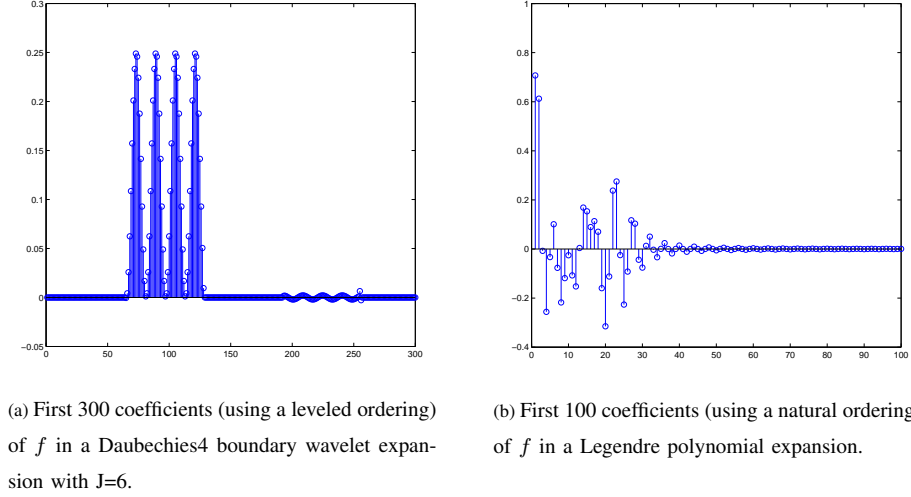 0.3
0.25
0.2
0.15
0.1
0.05
0
−0.05
0 50 100 150 200 250 300
1
0.8
0.6
0.4
0.2
0
−0.2
−0.4
0 10 20 30 40 50 60 70 80 90 100
(a) First 300 coefficients (using a leveled ordering)
of f in a Daubechies4 boundary wavelet expan-
sion with J=6.
(b) First 100 coefficients (using a natural ordering
of f in a Legendre polynomial expansion.